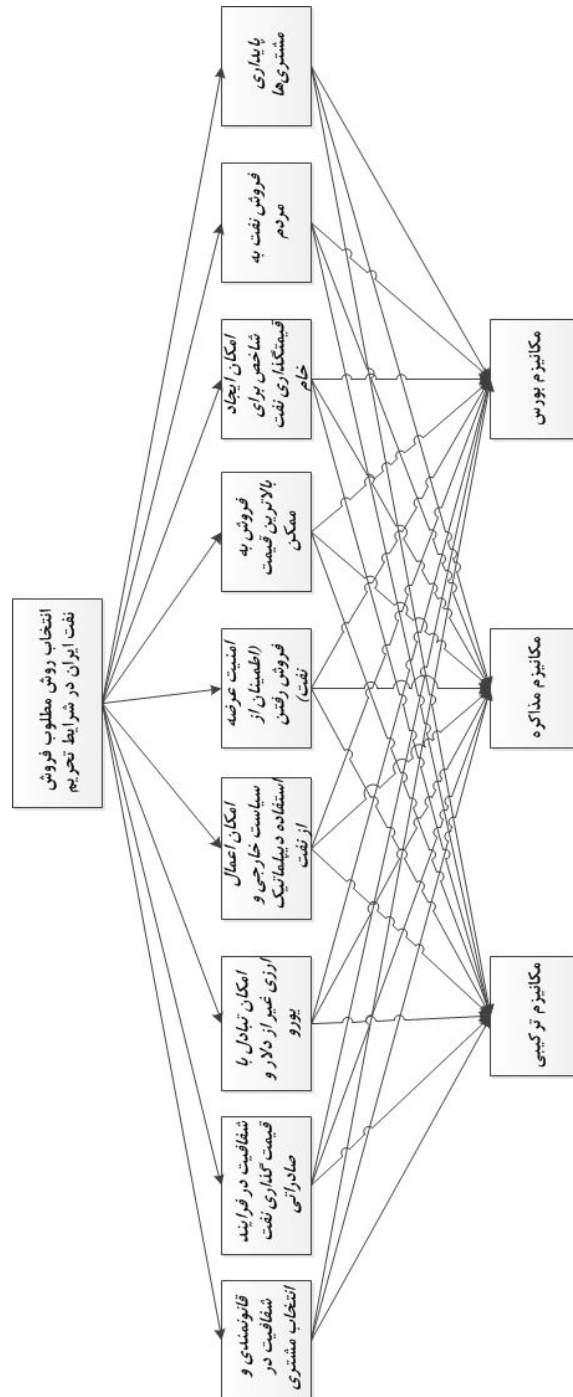 انتخاب روش مطلوب فروش
نفت ایران در شرایط تحریم
پایداری
مشتری‌ها
فروش نفت به
مردم
امکان ایجاد
شاخص برای
قیمتگذاری نفت
خام
فروش به
بالاترین قیمت
ممکن
امنیت عرضه
(اطمینان از
فروش رفتن
نفت)
امکان اعمال
سیاست خارجی و
استفاده دیپلماتیک
از نفت
امکان تبادل با
ارزی غیر از دلار و
یورو
شفافیت در فرایند
قیمت گذاری نفت
صادراتی
قانونمندی و
شفافیت در
انتخاب مشتری
مکانیزم بورس
مکانیزم مذاکره
مکانیزم ترکیبی